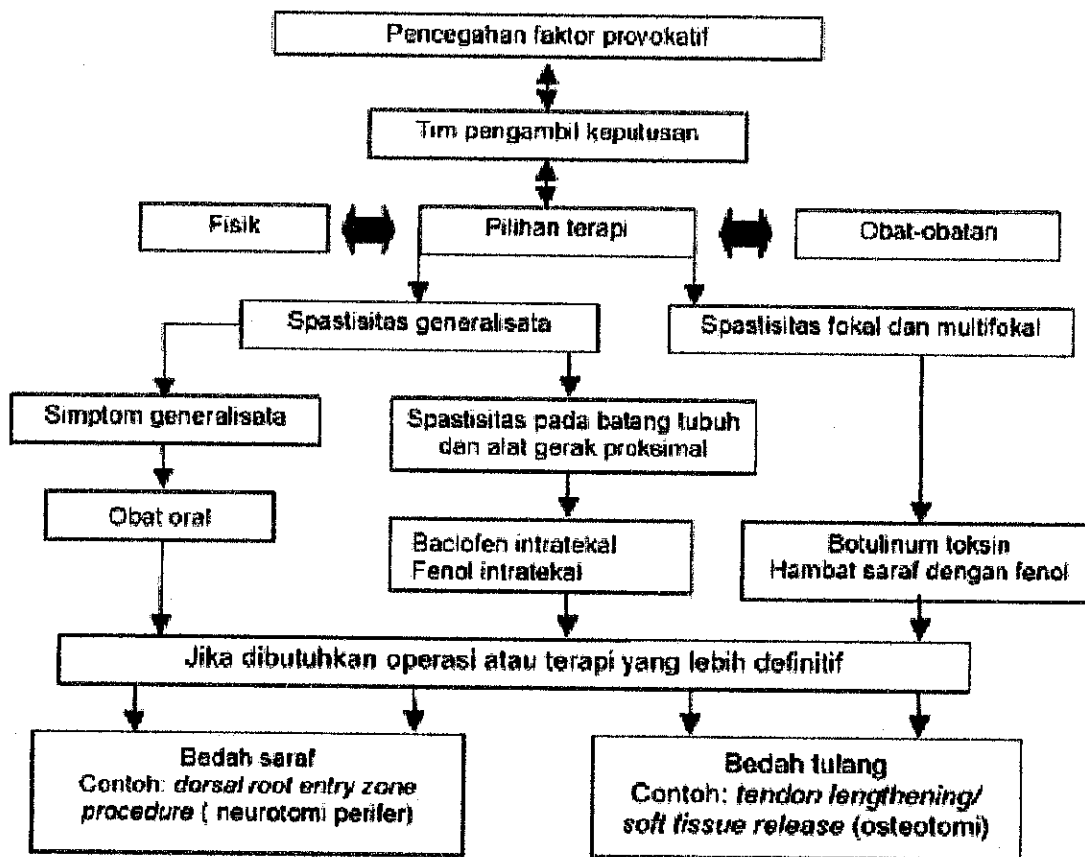 Pencegahan faktor provokatif
Tim pengambil keputusan
Fisik
Pilihan terapi
Obat-obatan
Spastisitas generalisata
Spastisitas fokal dan multifokal
Simptom generalisata
Spastisitas pada batang tubuh
dan alat gerak proksimal
Obat oral
Baclofen intratekal
Fenol intratekal
Botulinum toksin
Hambat saraf dengan fenol
Jika dibutuhkan operasi atau terapi yang lebih definitif
Bedah saraf
Contoh: dorsal root entry zone
procedure ( neurotomi perifer)
Bedah tulang
Contoh: tendon lengthening/
soft tissue release (osteotomi)